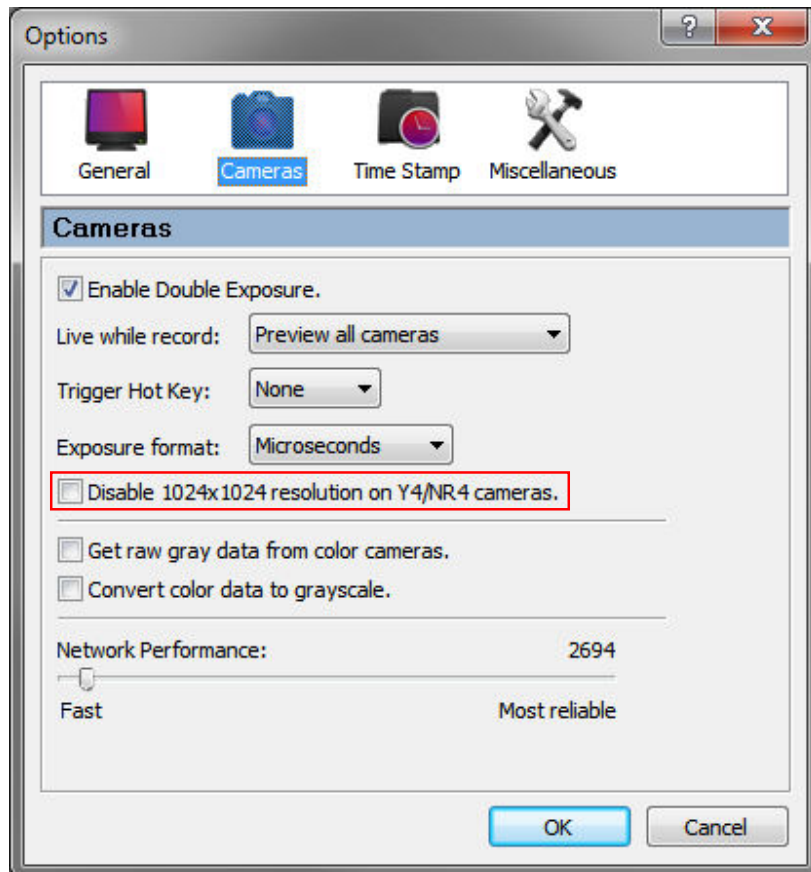 Options
General Cameras Time Stamp Miscellaneous
Cameras
Enable Double Exposure.
Live while record: Preview all cameras
Trigger Hot Key: None
Exposure format: Microseconds
Disable 1024x1024 resolution on Y4/NR4 cameras.
Get raw gray data from color cameras.
Convert color data to grayscale.
Network Performance: 2694
Fast Most reliable
OK Cancel